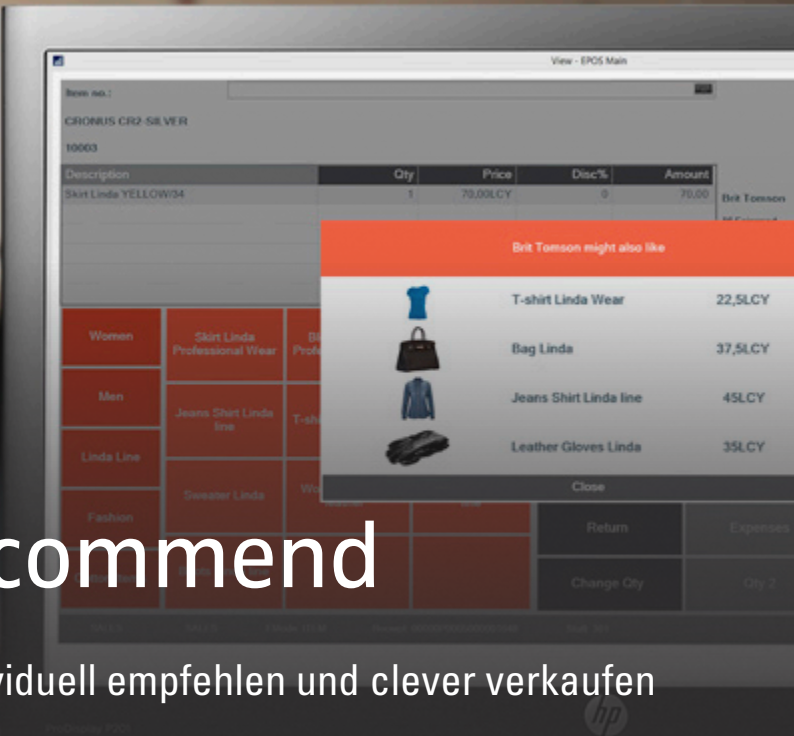 View - EPOS Main
Item no.:
CRONUS CR2-SILVER
10003
Description Qty Price Disc% Amount
Skirt Linda YELLOW/34 1 70,00LCY 0 70,00
Brit Tomson
Brit Tomson might also like
T-shirt Linda Wear 22,5LCY
Bag Linda 37,5LCY
Jeans Shirt Linda line 45LCY
Leather Gloves Linda 35LCY
Close
Women
Skirt Linda
Professional Wear
Men
Jeans Shirt Linda
line
Linda Line
Sweater Linda
Fashion
Return
Expenses
Change Qty
Qty 2
commend
viduell empfehlen und clever verkaufen
hp
ProDisplay P201